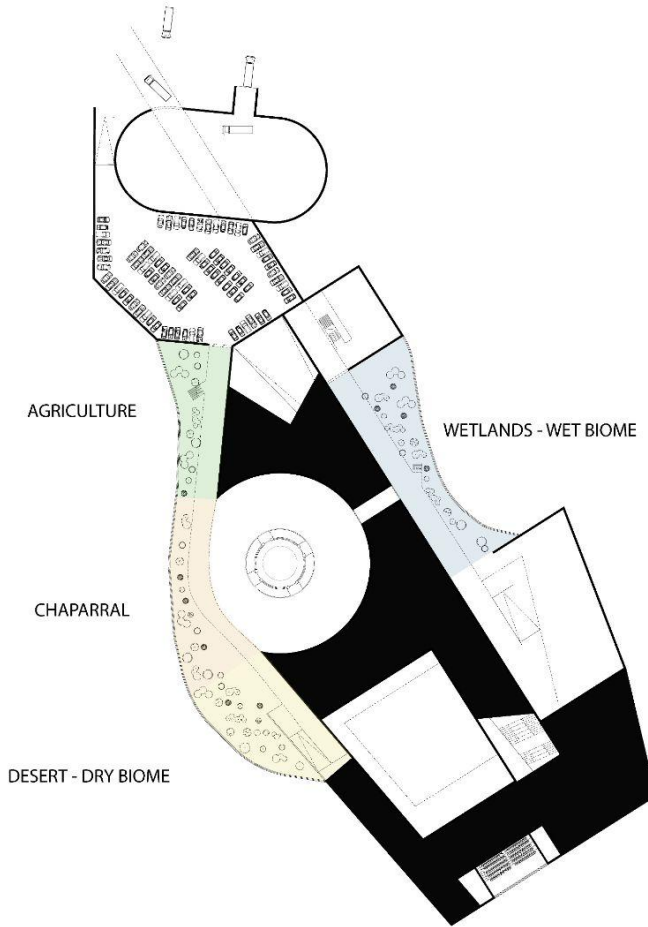 AGRICULTURE
WETLANDS - WET BIOME
CHAPARRAL
DESERT - DRY BIOME